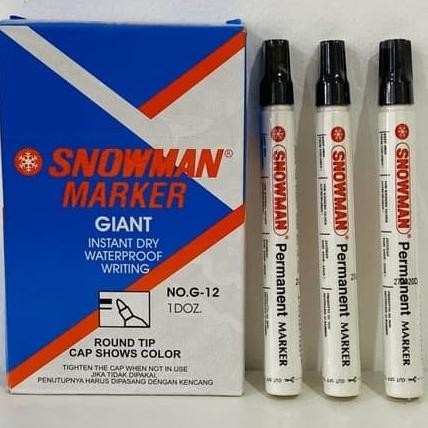 SNOWMAN®
MARKER
GIANT
INSTANT DRY
WATERPROOF
WRITING
NO.G-12
1DOZ.
ROUND TIP
CAP SHOWS COLOR
TIGHTEN THE CAP WHEN NOT IN USE
JIKA TIDAK DIPAKAI,
PENUTUPNYA HARUS DIPASANG DENGAN KENCANG
SNOWMAN
Permanent MARKER
SNOWMAN
Permanent MARKER
SNOWMAN
Permanent MARKER